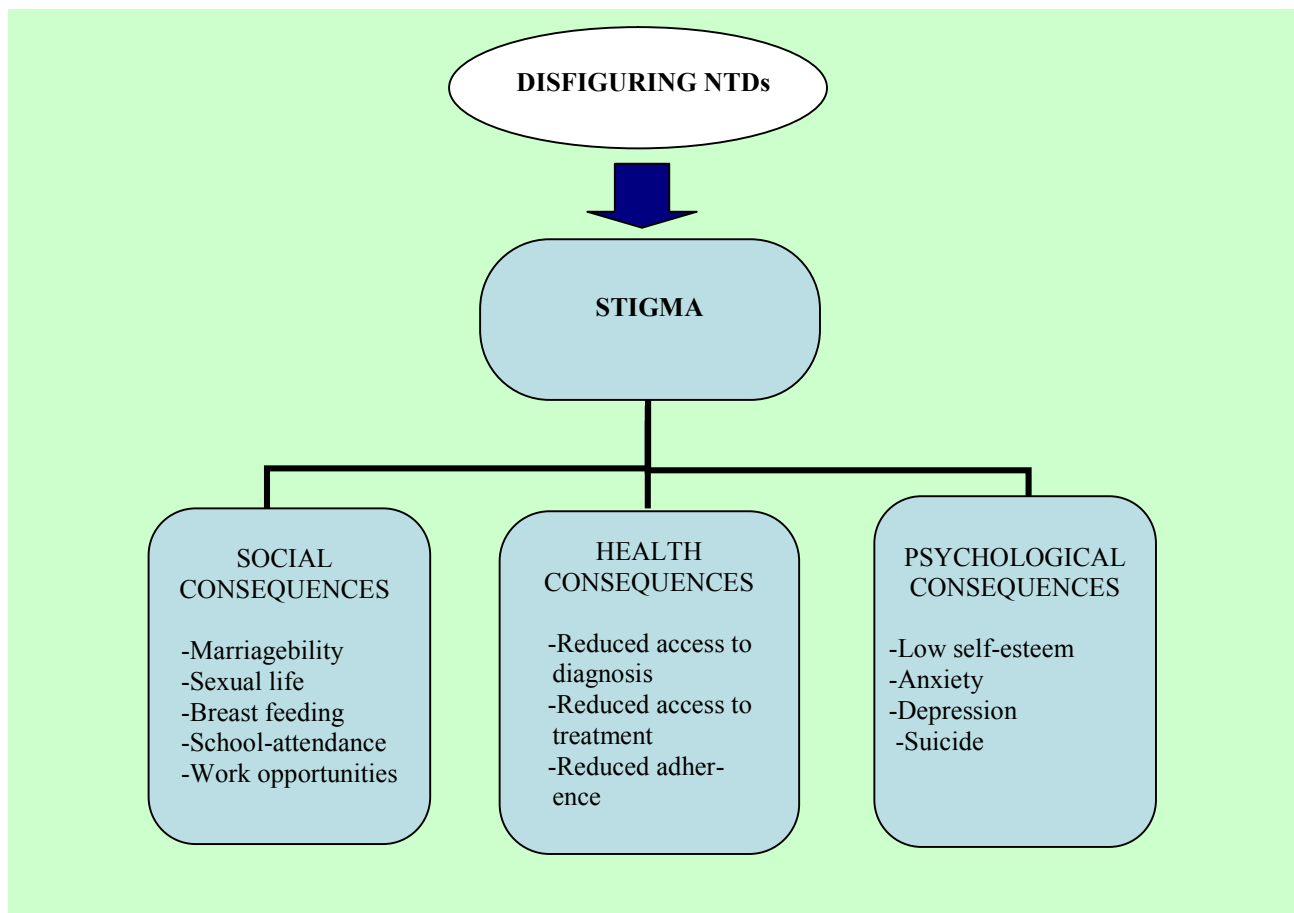 DISFIGURING NTDs
STIGMA
SOCIAL
CONSEQUENCES
-Marriagebility
-Sexual life
-Breast feeding
-School-attendance
-Work opportunities
HEALTH
CONSEQUENCES
-Reduced access to
diagnosis
-Reduced access to
treatment
-Reduced adher-
ence
PSYCHOLOGICAL
CONSEQUENCES
-Low self-esteem
-Anxiety
-Depression
-Suicide